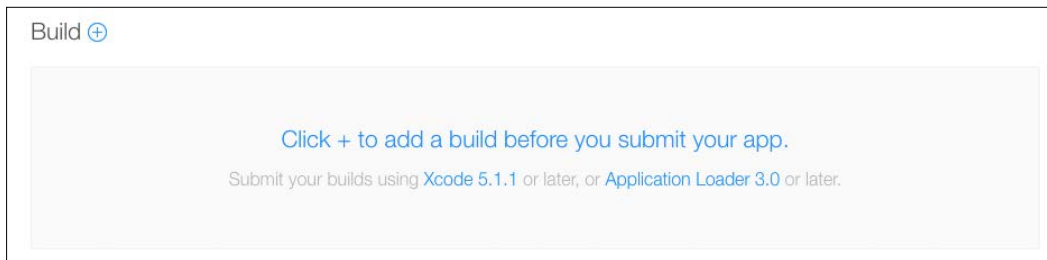 Build +
Click + to add a build before you submit your app.
Submit your builds using Xcode 5.1.1 or later, or Application Loader 3.0 or later.